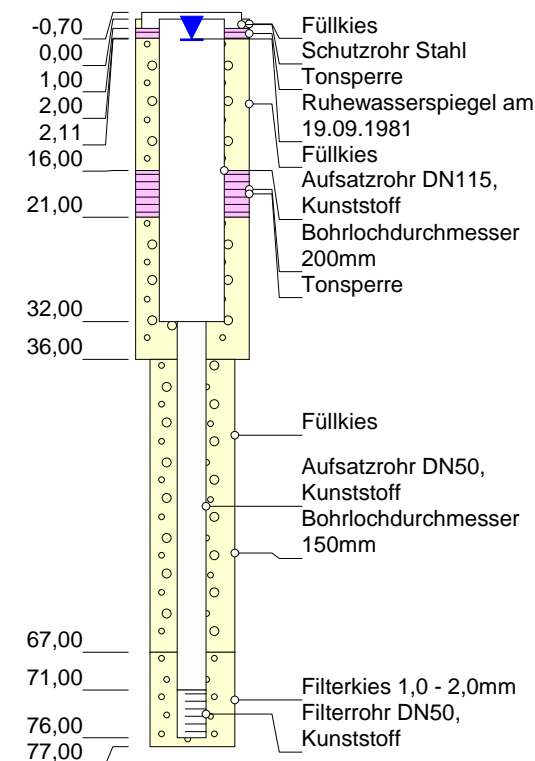 -0,70
0,00
1,00
2,00
2,11
16,00
21,00
32,00
36,00
67,00
71,00
76,00
77,00
Füllkies
Schutzrohr Stahl
Tonsperre
Ruhewasserspiegel am
19.09.1981
Füllkies
Aufsatzrohr DN115,
Kunststoff
Bohrlochdurchmesser
200mm
Tonsperre
Füllkies
Aufsatzrohr DN50,
Kunststoff
Bohrlochdurchmesser
150mm
Filterkies 1,0 - 2,0mm
Filterrohr DN50,
Kunststoff